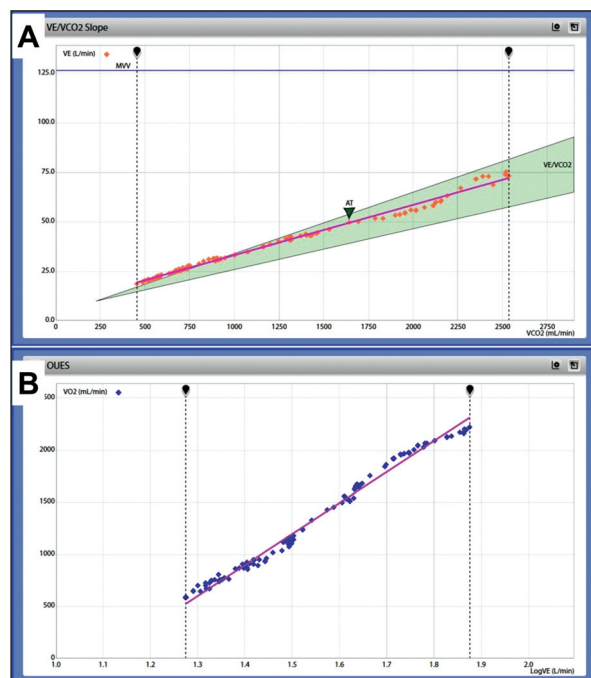 A
VE/VCO2 Slope
VE (L/min)
MVV
125.0
100.0
VE/VCO2
75.0
AT
50.0
25.0
0.0
0.0 250 500 750 1000 1250 1500 1750 2000 2250 2500 2750
VCO2 (mL/min)
B
OUES
VO2 (mL/min)
500
2000
1500
1000
500
0
1.0 1.1 1.2 1.3 1.4 1.5 1.6 1.7 1.8 1.9 2.0
LogVE (L/min)